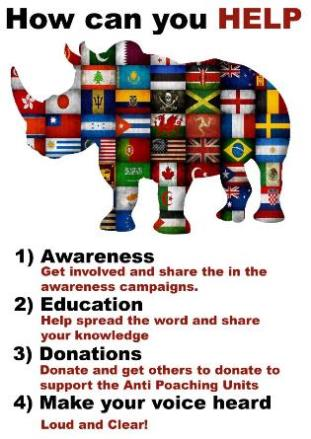 How can you HELP
1) Awareness
Get involved and share the in the
awareness campaigns.
2) Education
Help spread the word and share
your knowledge
3) Donations
Donate and get others to donate to
support the Anti Poaching Units
4) Make your voice heard
Loud and Clear!